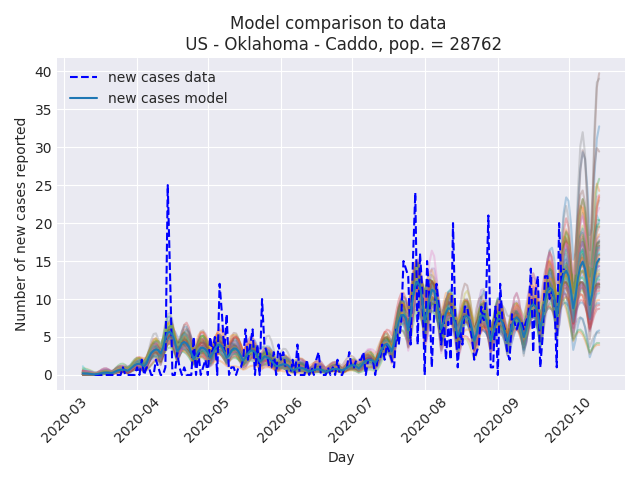 Model comparison to data
US - Oklahoma - Caddo, pop. = 28762
new cases data
new cases model
Number of new cases reported
40
35
30
25
20
15
10
5
0
2020-03
2020-04
2020-05
2020-06
2020-07
2020-08
2020-09
2020-10
Day